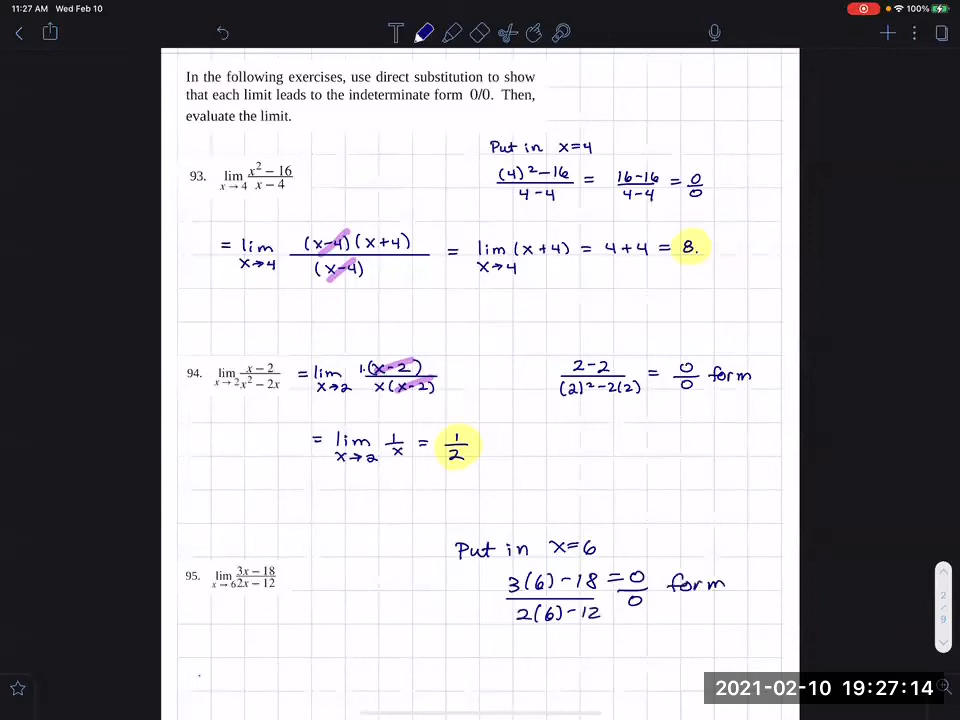 11:27 AM Wed Feb 10
100%
In the following exercises, use direct substitution to show
that each limit leads to the indeterminate form 0/0. Then,
evaluate the limit.
Put in x=4
93. lim x→4 (x² − 16)/(x − 4)
((4)²−16)/(4−4) = (16−16)/(4−4) = 0/0
= lim x→4 ((x−4)(x+4))/((x−4)) = lim x→4 (x+4) = 4+4 = 8.
94. lim x→2 (x − 2)/(x² − 2x) = lim x→2 (1·(x−2))/(x(x−2))
(2−2)/((2)²−2(2)) = 0/0 form
= lim x→2 1/x = 1/2
Put in x=6
95. lim x→6 (3x − 18)/(2x − 12)
(3(6)−18)/(2(6)−12) = 0/0 form
2
/
9
2021-02-10 19:27:14